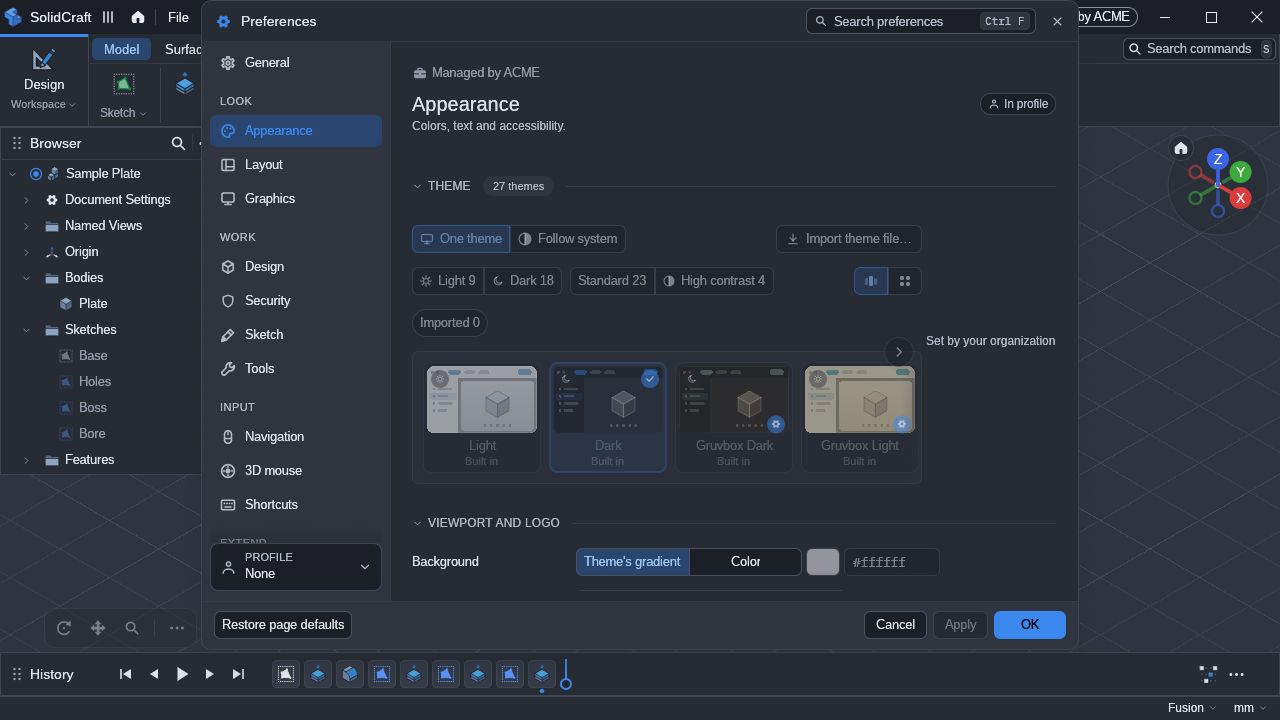 SolidCraft
File
by ACME
Preferences
Search preferences
Ctrl F
Model
Design
Workspace
Sketch
Search commands
S
Browser
Sample Plate
Document Settings
Named Views
Origin
Bodies
Plate
Sketches
Base
Holes
Boss
Bore
Features
General
LOOK
Appearance
Layout
Graphics
WORK
Design
Security
Sketch
Tools
INPUT
Navigation
3D mouse
Shortcuts
EXTEND
PROFILE
None
Managed by ACME
Appearance
In profile
Colors, text and accessibility.
THEME
27 themes
One theme
Follow system
Import theme file...
Light 9
Dark 18
Standard 23
High contrast 4
Imported 0
Set by your organization
Light
Built in
Dark
Built in
Gruvbox Dark
Built in
Gruvbox Light
Built in
VIEWPORT AND LOGO
Background
Theme's gradient
Color
#ffffff
Restore page defaults
Cancel
Apply
OK
Z
Y
X
History
Fusion
mm